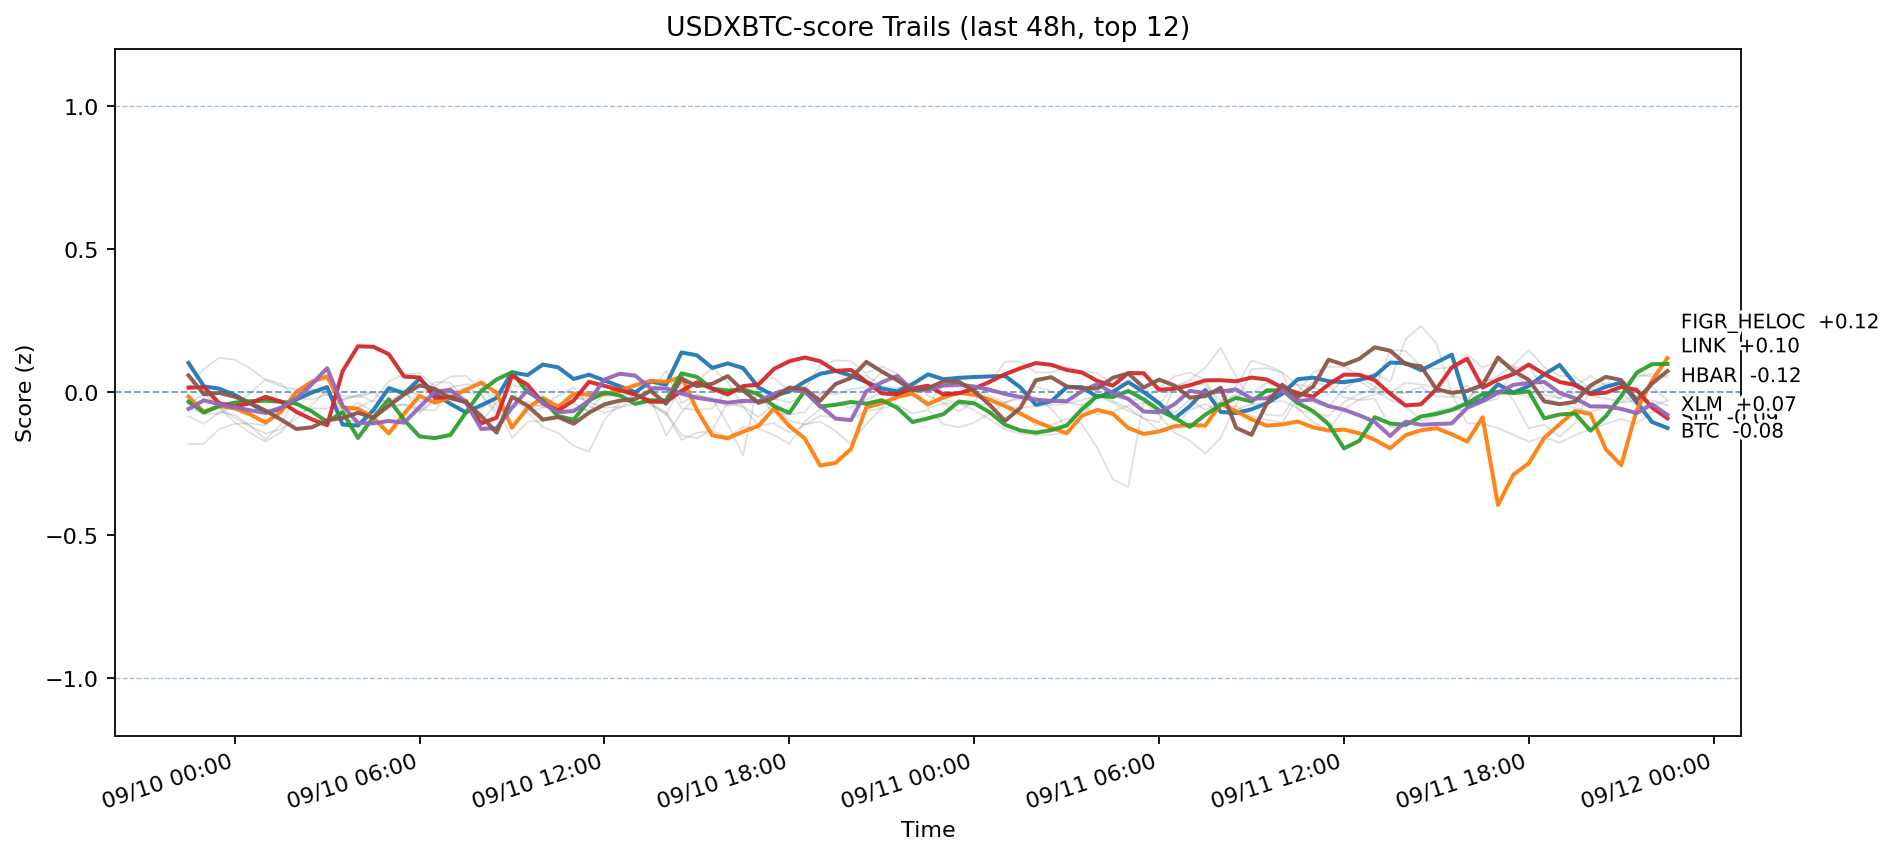 USDXBTC-score Trails (last 48h, top 12)
Score (z)
1.0
0.5
0.0
−0.5
−1.0
FIGR_HELOC +0.12
LINK +0.10
HBAR -0.12
XLM +0.07
-0.09
BTC -0.08
09/10 00:00
09/10 06:00
09/10 12:00
09/10 18:00
09/11 00:00
09/11 06:00
09/11 12:00
09/11 18:00
09/12 00:00
Time